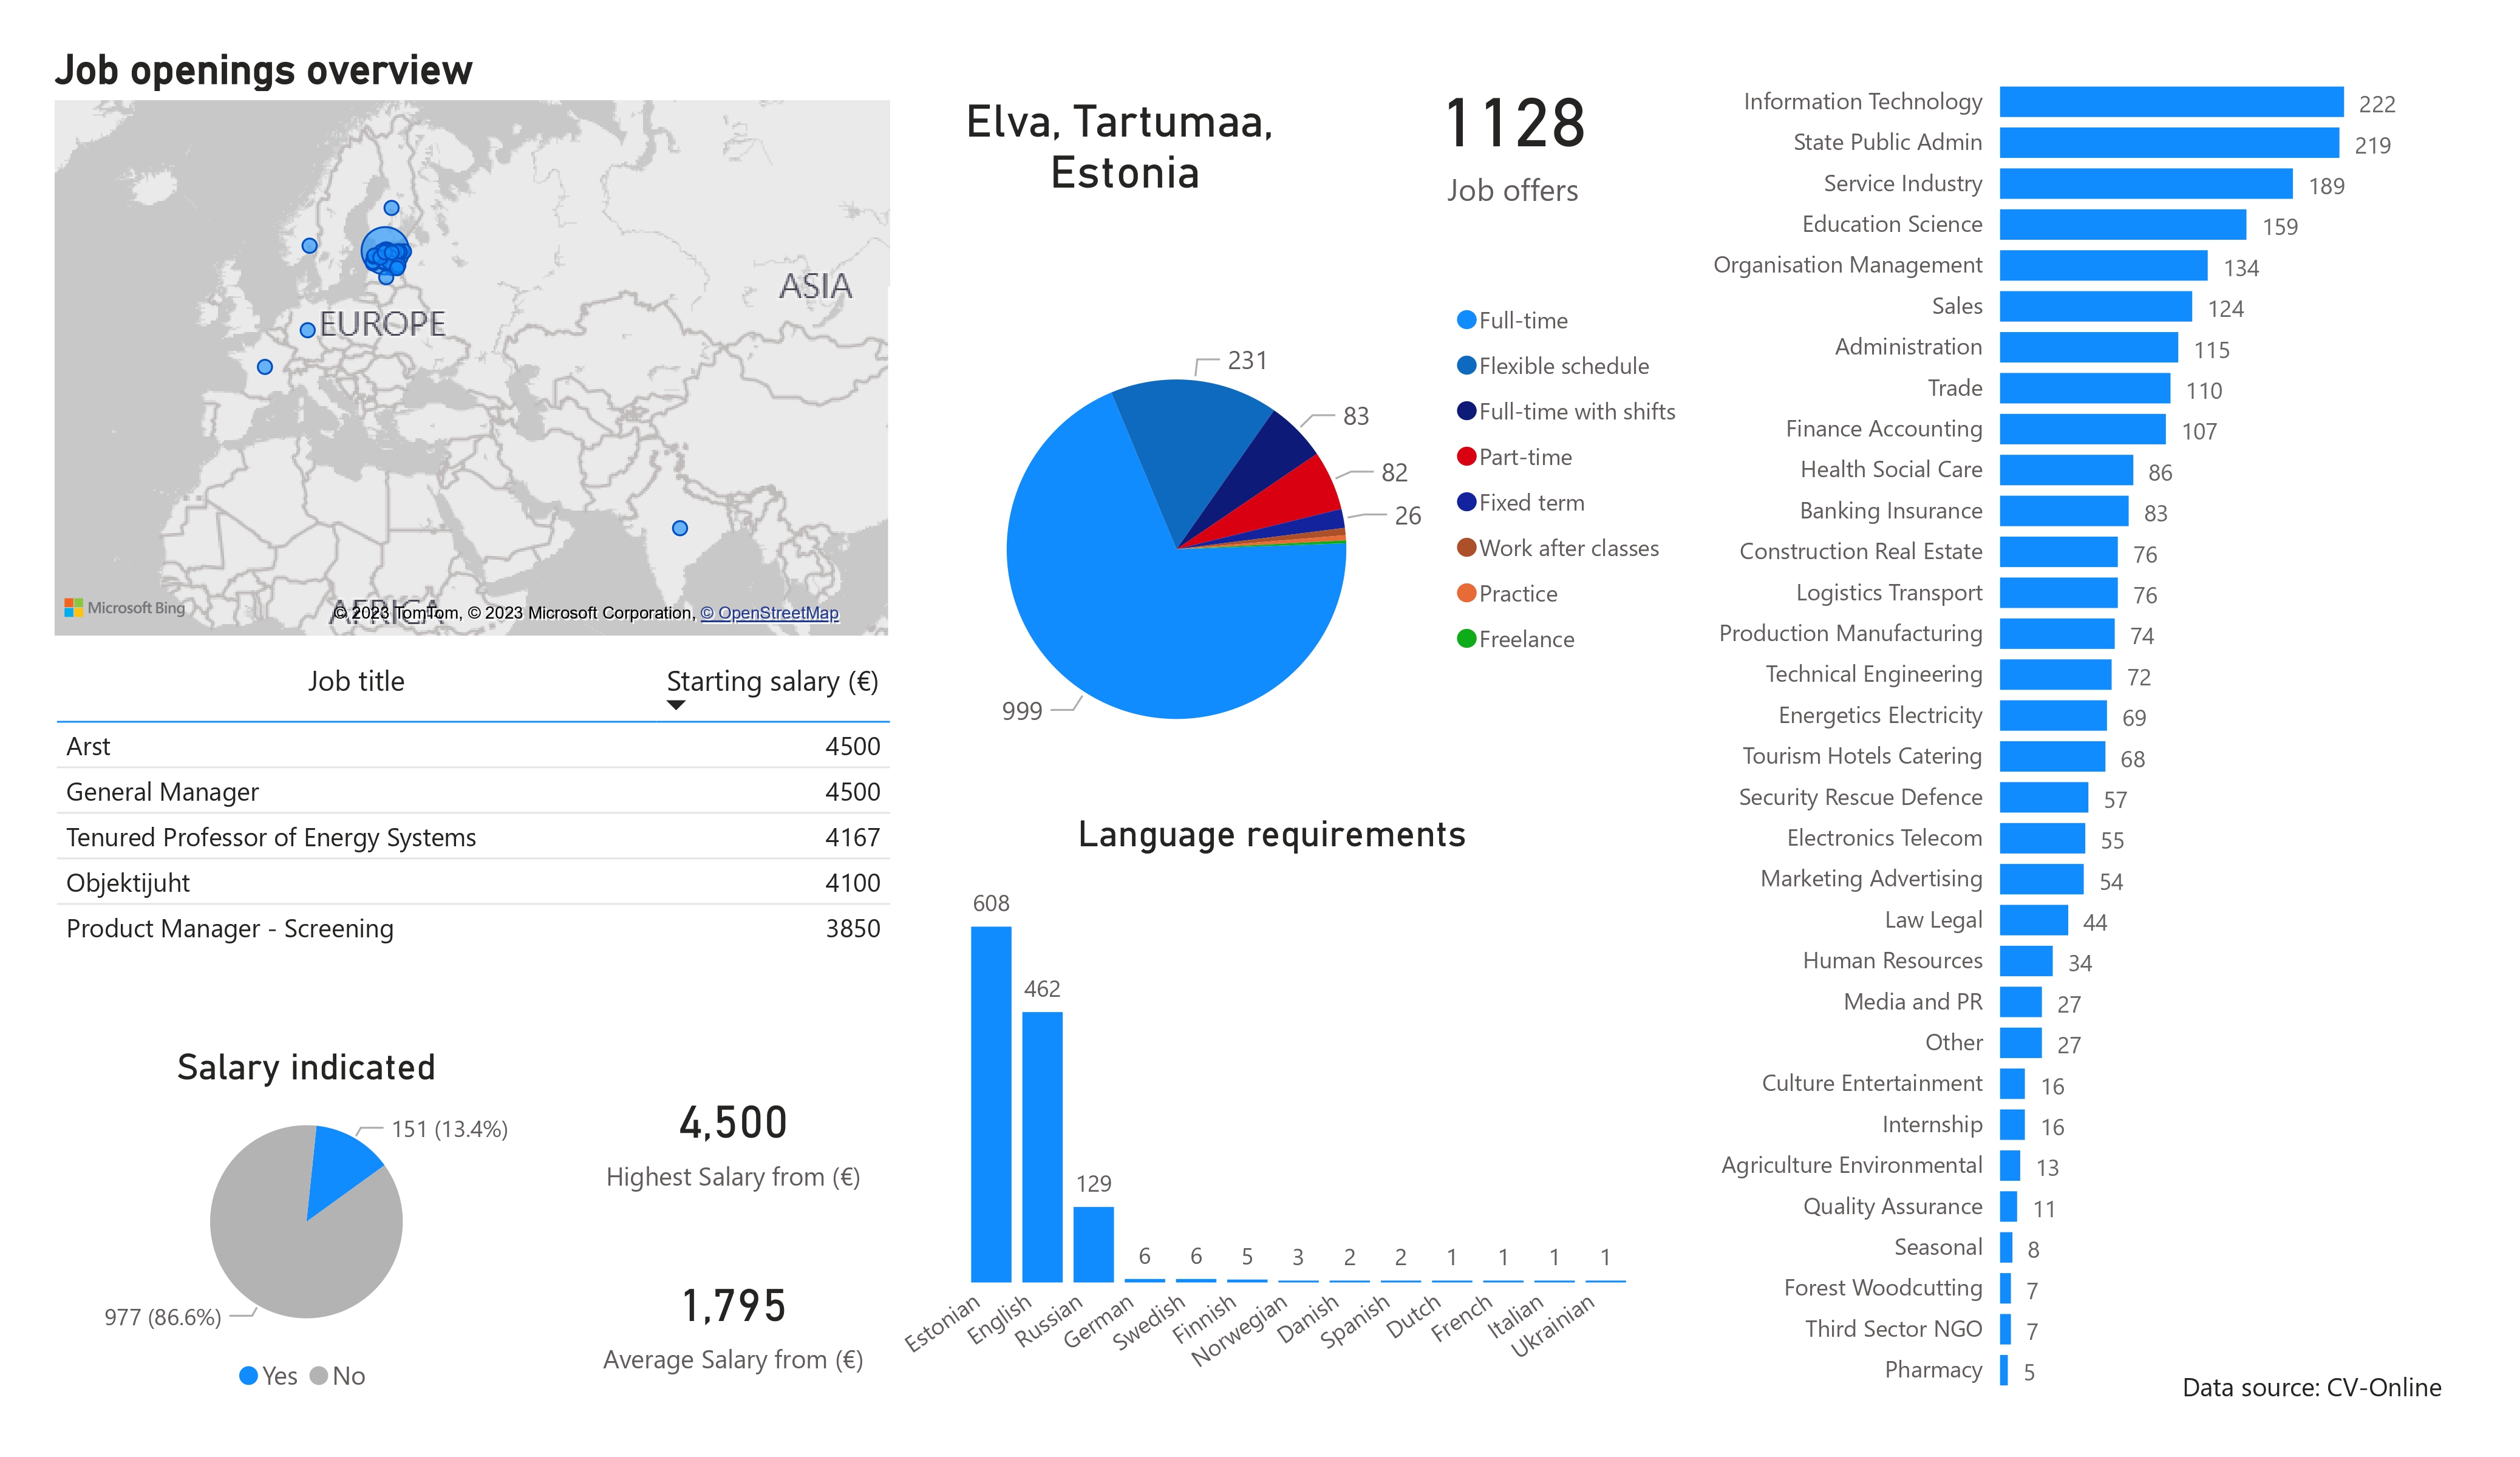 Job openings overview
EUROPE
ASIA
AFRICA
Microsoft Bing
© 2023 TomTom, © 2023 Microsoft Corporation, © OpenStreetMap
Job title Starting salary (€)
Arst 4500
General Manager 4500
Tenured Professor of Energy Systems 4167
Objektijuht 4100
Product Manager - Screening 3850
Salary indicated
151 (13.4%)
977 (86.6%)
Yes No
4,500
Highest Salary from (€)
1,795
Average Salary from (€)
Elva, Tartumaa,
Estonia
1128
Job offers
231
83
82
26
999
Full-time
Flexible schedule
Full-time with shifts
Part-time
Fixed term
Work after classes
Practice
Freelance
Language requirements
608
462
129
6 6 5 3 2 2 1 1 1 1
Estonian English Russian German Swedish Finnish Norwegian Danish Spanish Dutch French Italian Ukrainian
Information Technology 222
State Public Admin 219
Service Industry 189
Education Science 159
Organisation Management 134
Sales 124
Administration 115
Trade 110
Finance Accounting 107
Health Social Care 86
Banking Insurance 83
Construction Real Estate 76
Logistics Transport 76
Production Manufacturing 74
Technical Engineering 72
Energetics Electricity 69
Tourism Hotels Catering 68
Security Rescue Defence 57
Electronics Telecom 55
Marketing Advertising 54
Law Legal 44
Human Resources 34
Media and PR 27
Other 27
Culture Entertainment 16
Internship 16
Agriculture Environmental 13
Quality Assurance 11
Seasonal 8
Forest Woodcutting 7
Third Sector NGO 7
Pharmacy 5
Data source: CV-Online